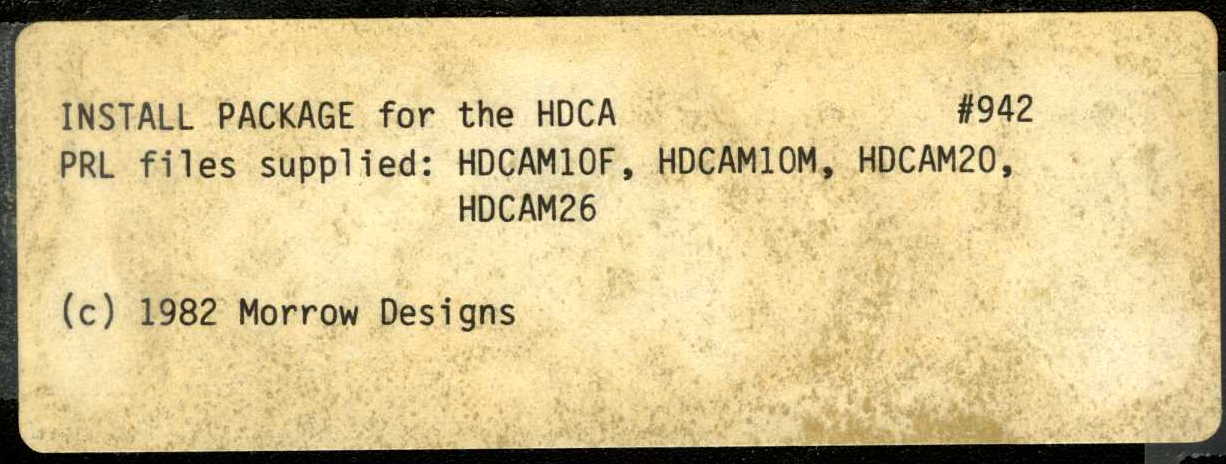 INSTALL PACKAGE for the HDCA #942
PRL files supplied: HDCAM10F, HDCAM10M, HDCAM20,
HDCAM26
(c) 1982 Morrow Designs